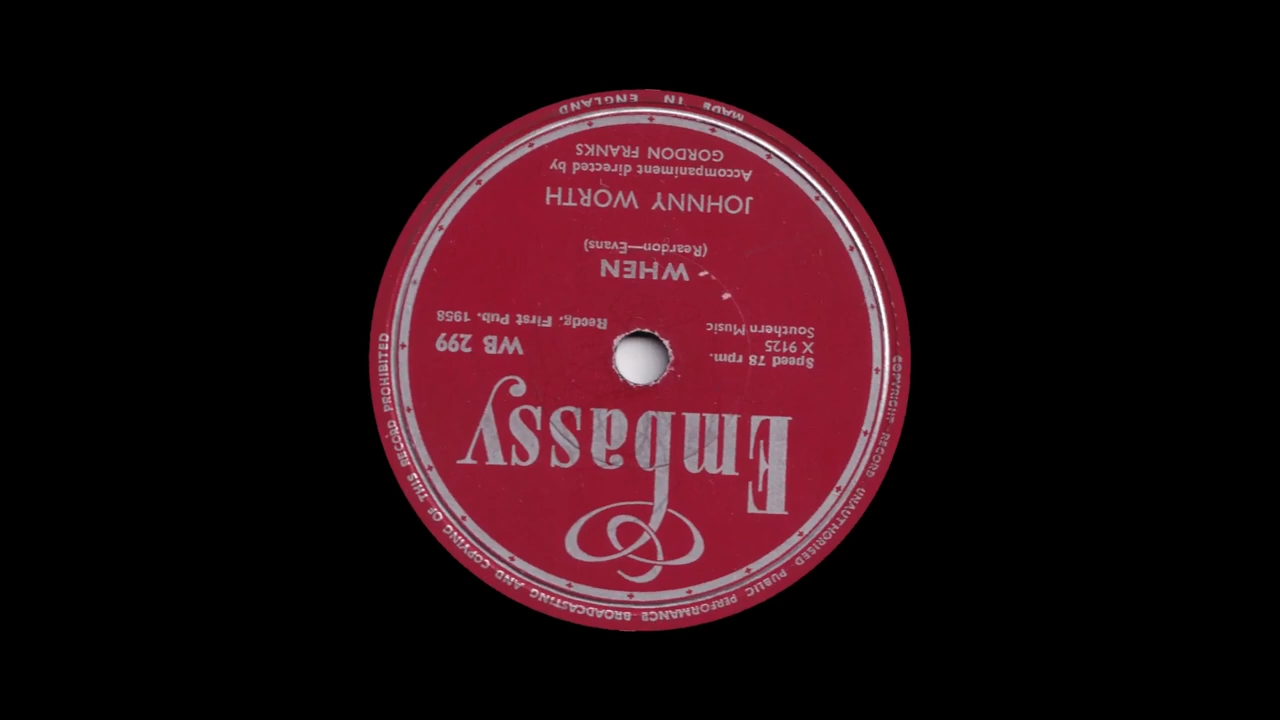 COPYRIGHT RECORD UNAUTHORISED PUBLIC PERFORMANCE BROADCASTING AND COPYING OF THIS RECORD PROHIBITED
Embassy
Speed 78 rpm.
X 9125
Southern Music
WB 299
Recdg. First Pub. 1958
WHEN
(Reardon—Evans)
JOHNNY WORTH
Accompaniment directed by
GORDON FRANKS
MADE IN ENGLAND